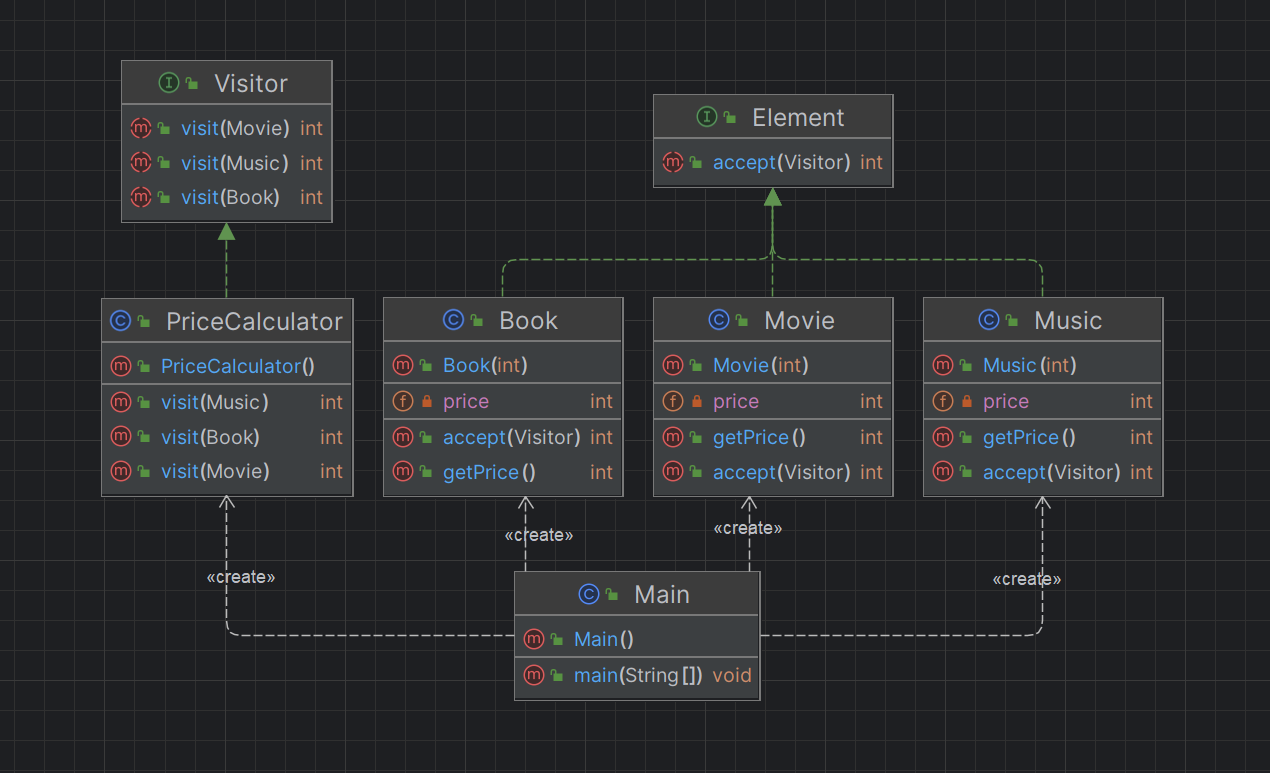 Visitor
visit(Movie) int
visit(Music) int
visit(Book) int
Element
accept(Visitor) int
PriceCalculator
PriceCalculator()
visit(Music) int
visit(Book) int
visit(Movie) int
Book
Book(int)
price int
accept(Visitor) int
getPrice() int
Movie
Movie(int)
price int
getPrice() int
accept(Visitor) int
Music
Music(int)
price int
getPrice() int
accept(Visitor) int
«create»
«create»
«create»
«create»
Main
Main()
main(String[]) void